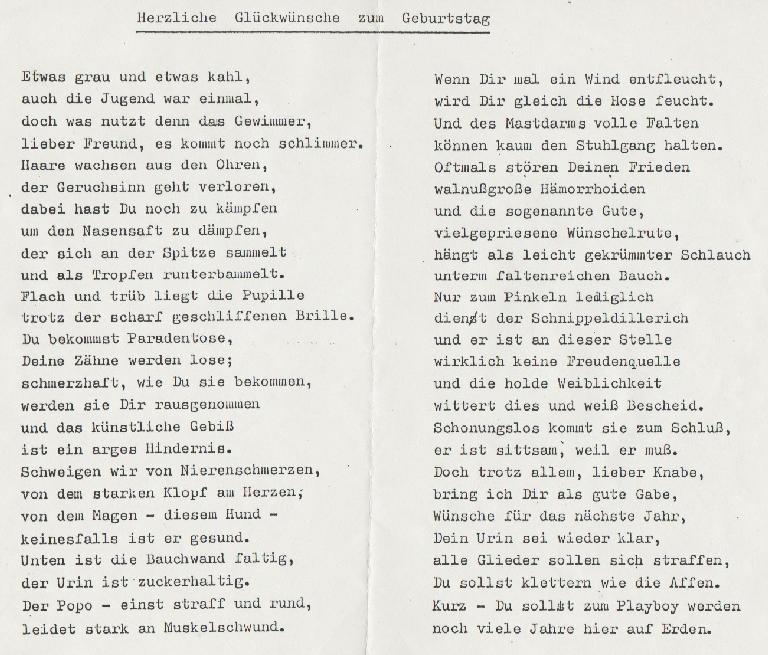 Herzliche Glückwünsche zum Geburtstag
Etwas grau und etwas kahl,
auch die Jugend war einmal,
doch was nutzt denn das Gewimmer,
lieber Freund, es kommt noch schlimmer.
Haare wachsen aus den Ohren,
der Geruchsinn geht verloren,
dabei hast Du noch zu kämpfen
um den Nasensaft zu dämpfen,
der sich an der Spitze sammelt
und als Tropfen runterbammelt.
Flach und trüb liegt die Pupille
trotz der scharf geschliffenen Brille.
Du bekommst Paradentose,
Deine Zähne werden lose;
schmerzhaft, wie Du sie bekommen,
werden sie Dir rausgenommen
und das künstliche Gebiß
ist ein arges Hindernis.
Schweigen wir von Nierenschmerzen,
von dem starken Klopf am Herzen,
von dem Magen - diesem Hund -
keinesfalls ist er gesund.
Unten ist die Bauchwand faltig,
der Urin ist zuckerhaltig.
Der Popo - einst straff und rund,
leidet stark an Muskelschwund.
Wenn Dir mal ein Wind entfleucht,
wird Dir gleich die Hose feucht.
Und des Mastdarms volle Falten
können kaum den Stuhlgang halten.
Oftmals stören Deinen Frieden
walnußgroße Hämorrhoiden
und die sogenannte Gute,
vielgepriesene Wünschelrute,
hängt als leicht gekrümmter Schlauch
unterm faltenreichen Bauch.
Nur zum Pinkeln lediglich
dient der Schnippeldillerich
und er ist an dieser Stelle
wirklich keine Freudenquelle
und die holde Weiblichkeit
wittert dies und weiß Bescheid.
Schonungslos kommt sie zum Schluß,
er ist sittsam, weil er muß.
Doch trotz allem, lieber Knabe,
bring ich Dir als gute Gabe,
Wünsche für das nächste Jahr,
Dein Urin sei wieder klar,
alle Glieder sollen sich straffen,
Du sollst klettern wie die Affen.
Kurz - Du sollst zum Playboy werden
noch viele Jahre hier auf Erden.